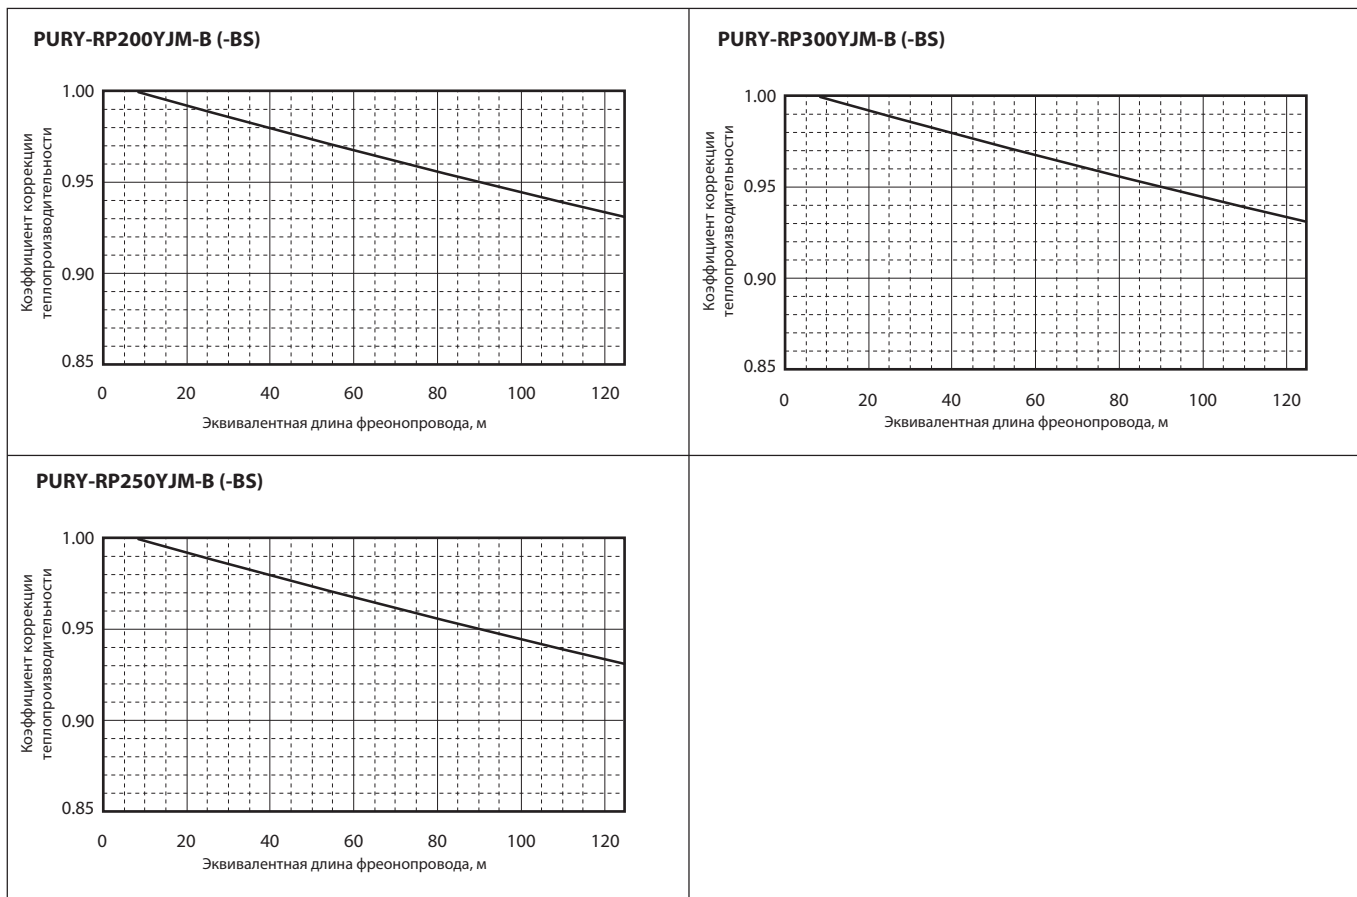 PURY-RP200YJM-B (-BS)
Коэффициент коррекции
теплопроизводительности
1.00
0.95
0.90
0.85
0 20 40 60 80 100 120
Эквивалентная длина фреонопровода, м
PURY-RP300YJM-B (-BS)
Коэффициент коррекции
теплопроизводительности
1.00
0.95
0.90
0.85
0 20 40 60 80 100 120
Эквивалентная длина фреонопровода, м
PURY-RP250YJM-B (-BS)
Коэффициент коррекции
теплопроизводительности
1.00
0.95
0.90
0.85
0 20 40 60 80 100 120
Эквивалентная длина фреонопровода, м